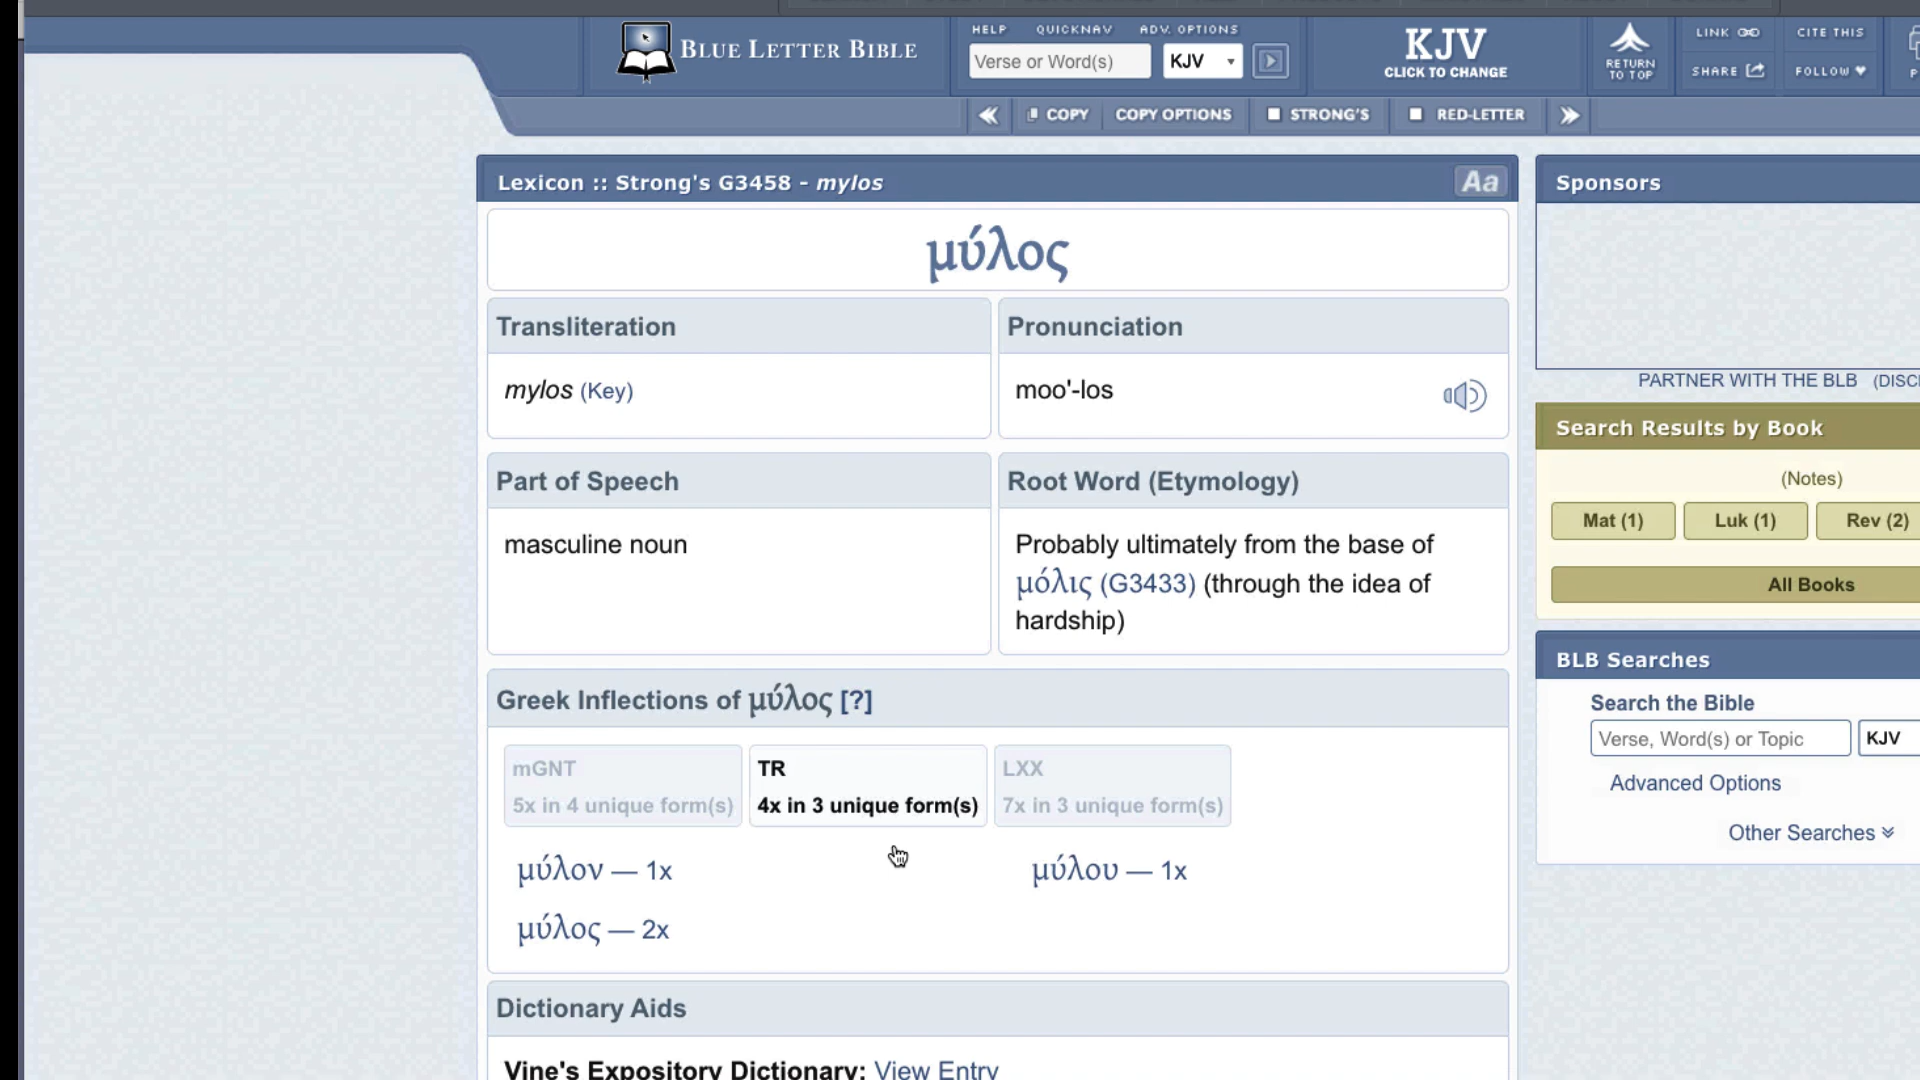 BLUE LETTER BIBLE
HELP QUICKNAV ADV. OPTIONS
Verse or Word(s) KJV
KJV
CLICK TO CHANGE
RETURN
TO TOP
LINK
SHARE
CITE THIS
FOLLOW
COPY COPY OPTIONS STRONG'S RED-LETTER
Lexicon :: Strong's G3458 - mylos Aa
μύλος
Transliteration
mylos (Key)
Pronunciation
moo'-los
Part of Speech
masculine noun
Root Word (Etymology)
Probably ultimately from the base of
μόλις (G3433) (through the idea of
hardship)
Greek Inflections of μύλος [?]
mGNT
5x in 4 unique form(s)
TR
4x in 3 unique form(s)
LXX
7x in 3 unique form(s)
μύλον — 1x
μύλου — 1x
μύλος — 2x
Dictionary Aids
Vine's Expository Dictionary: View Entry
Sponsors
PARTNER WITH THE BLB (DISC
Search Results by Book
(Notes)
Mat (1) Luk (1) Rev (2)
All Books
BLB Searches
Search the Bible
Verse, Word(s) or Topic KJV
Advanced Options
Other Searches